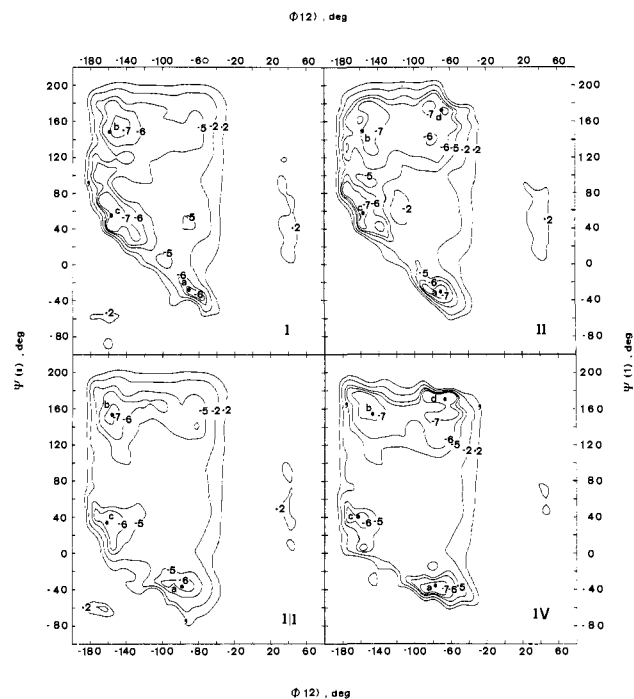 Φ(2) , deg
-180 -140 -100 -60 -20 20 60 -180 -140 -100 -60 -20 20 60
200 200
160 b -7 -6 -5 -2 -2 b -7 -7 d -6 -6 -5 -2 -2 160
120 120
80 c -7 -6 -5 -2 -5 -7 -6 c -6 -2 80
40 40
0 -5 -6 a -6 -5 -6 a -7 0
-40 -2 I II -40
-80 -80
Ψ(1) , deg Ψ(1) , deg
200 200
160 b -7 -6 -5 -2 -2 b -7 d -7 -6 -5 -2 -2 160
120 120
80 80
40 c -6 -5 -2 c -6 -5 40
0 -5 -6 0
-40 a a -7 -6 -5 -40
-80 -2 III IV -80
-180 -140 -100 -60 -20 20 60 -180 -140 -100 -60 -20 20 60
Φ(2) , deg